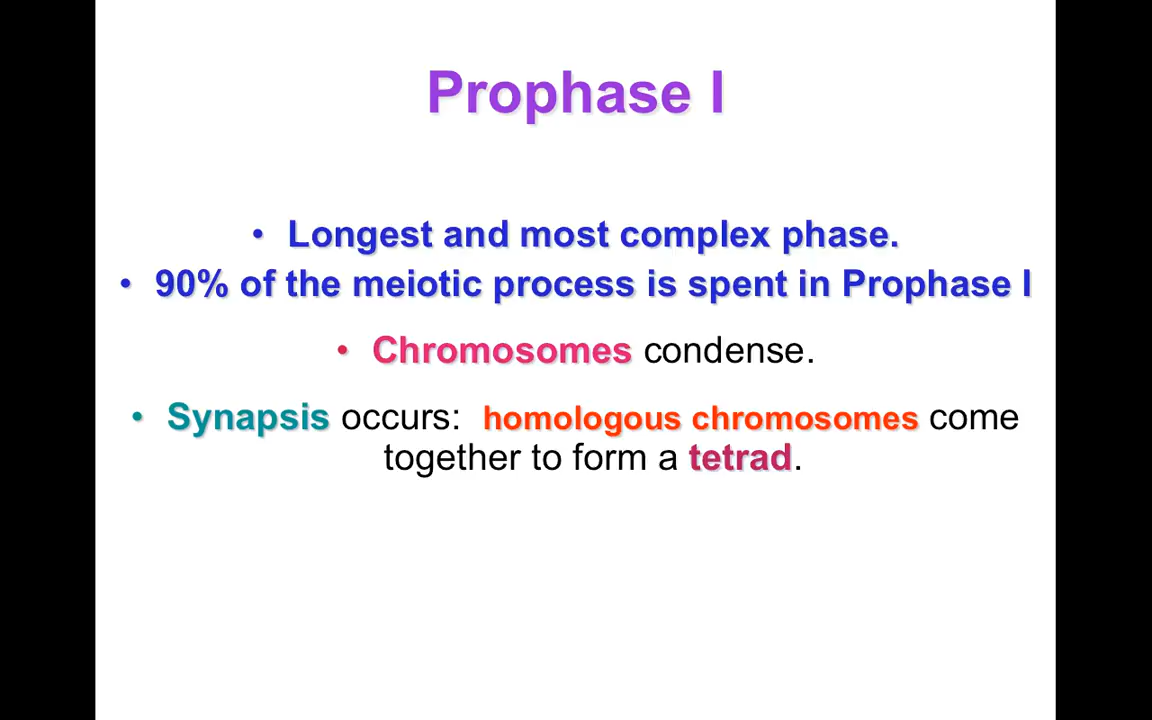 Prophase I
• Longest and most complex phase.
• 90% of the meiotic process is spent in Prophase I
• Chromosomes condense.
• Synapsis occurs: homologous chromosomes come
together to form a tetrad.